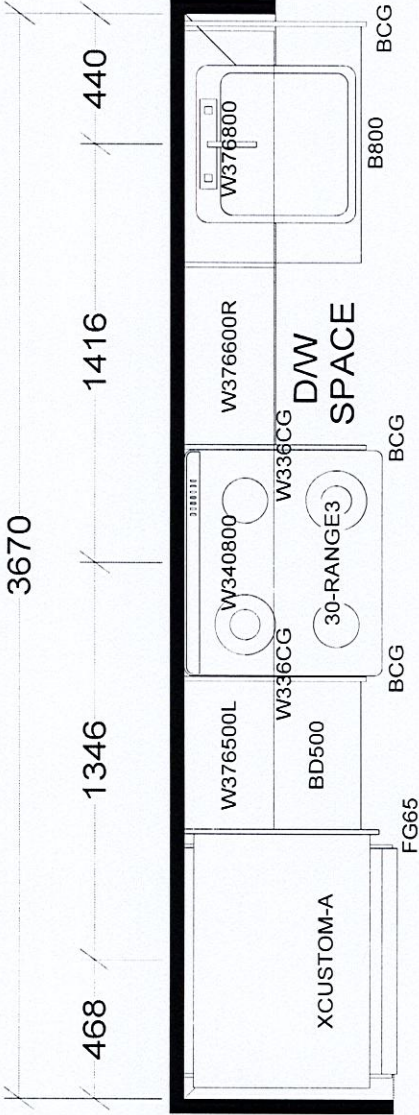 3670
468
1346
1416
440
XCUSTOM-A
FG65
W376500L
BD500
W336CG
BCG
W340800
30-RANGE3
W336CG
BCG
W376600R
D/W
SPACE
W376800
B800
BCG